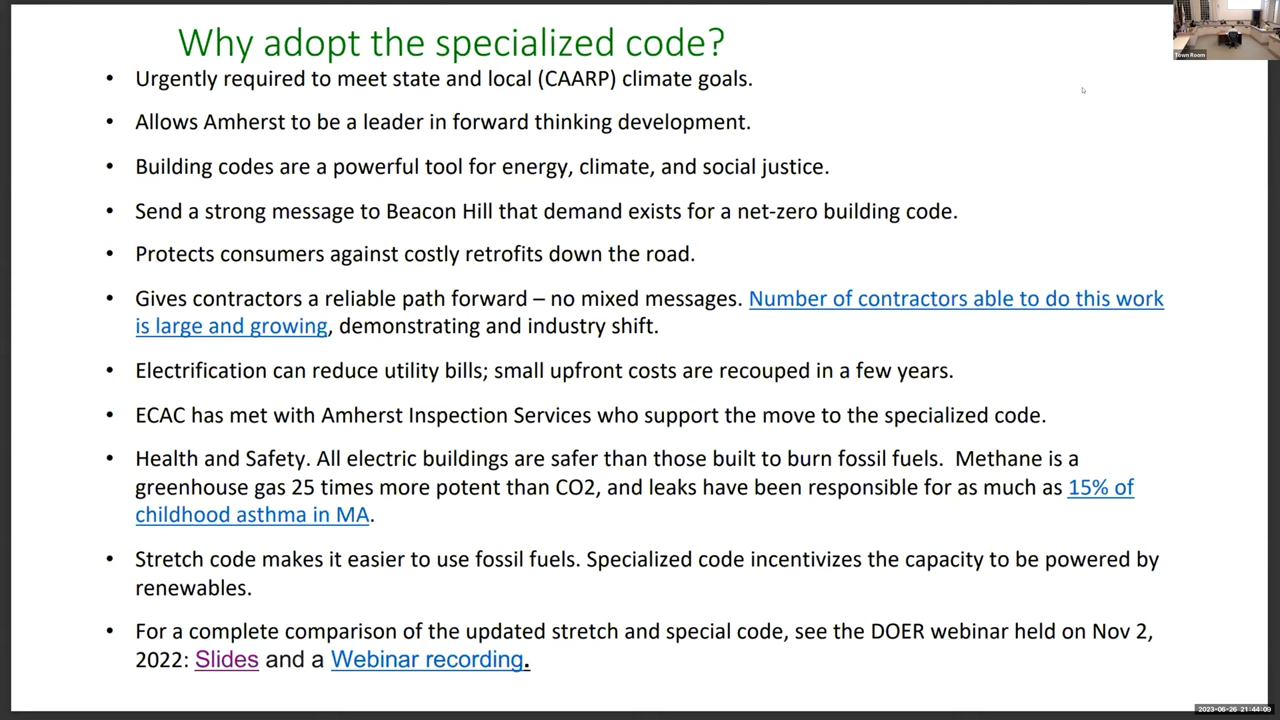 Why adopt the specialized code?
Town Room
• Urgently required to meet state and local (CAARP) climate goals.
• Allows Amherst to be a leader in forward thinking development.
• Building codes are a powerful tool for energy, climate, and social justice.
• Send a strong message to Beacon Hill that demand exists for a net-zero building code.
• Protects consumers against costly retrofits down the road.
• Gives contractors a reliable path forward – no mixed messages. Number of contractors able to do this work
is large and growing, demonstrating and industry shift.
• Electrification can reduce utility bills; small upfront costs are recouped in a few years.
• ECAC has met with Amherst Inspection Services who support the move to the specialized code.
• Health and Safety. All electric buildings are safer than those built to burn fossil fuels.  Methane is a
greenhouse gas 25 times more potent than CO2, and leaks have been responsible for as much as 15% of
childhood asthma in MA.
• Stretch code makes it easier to use fossil fuels. Specialized code incentivizes the capacity to be powered by
renewables.
• For a complete comparison of the updated stretch and special code, see the DOER webinar held on Nov 2,
2022: Slides and a Webinar recording.
2023-06-26 21:44:09